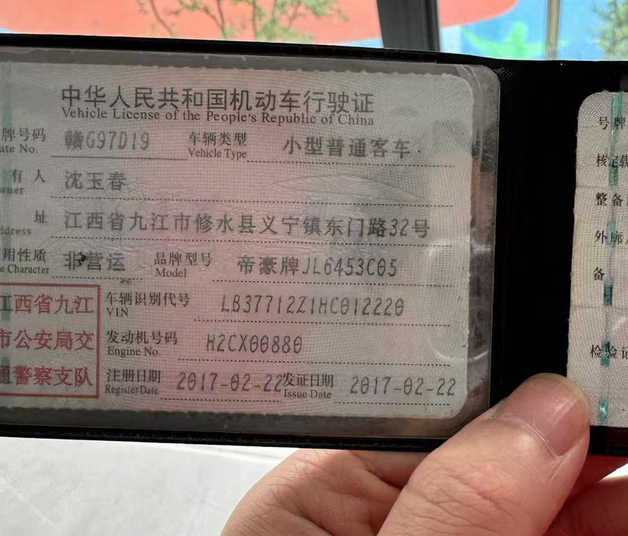 中华人民共和国机动车行驶证
Vehicle License of the People's Republic of China
牌号码 赣G97D19 车辆类型 小型普通客车
ate No. Vehicle Type
有人 沈玉春
wner
址 江西省九江市修水县义宁镇东门路32号
ddress
用性质 非营运 品牌型号 帝豪牌JL6453C05
e Character Model
江西省九江
市公安局交
通警察支队
车辆识别代号 LB37712Z1HC012220
VIN
发动机号码 H2CX00880
Engine No.
注册日期 2017-02-22 发证日期 2017-02-22
Register Date Issue Date
号牌
核定载
整备
外廓
备
检验记